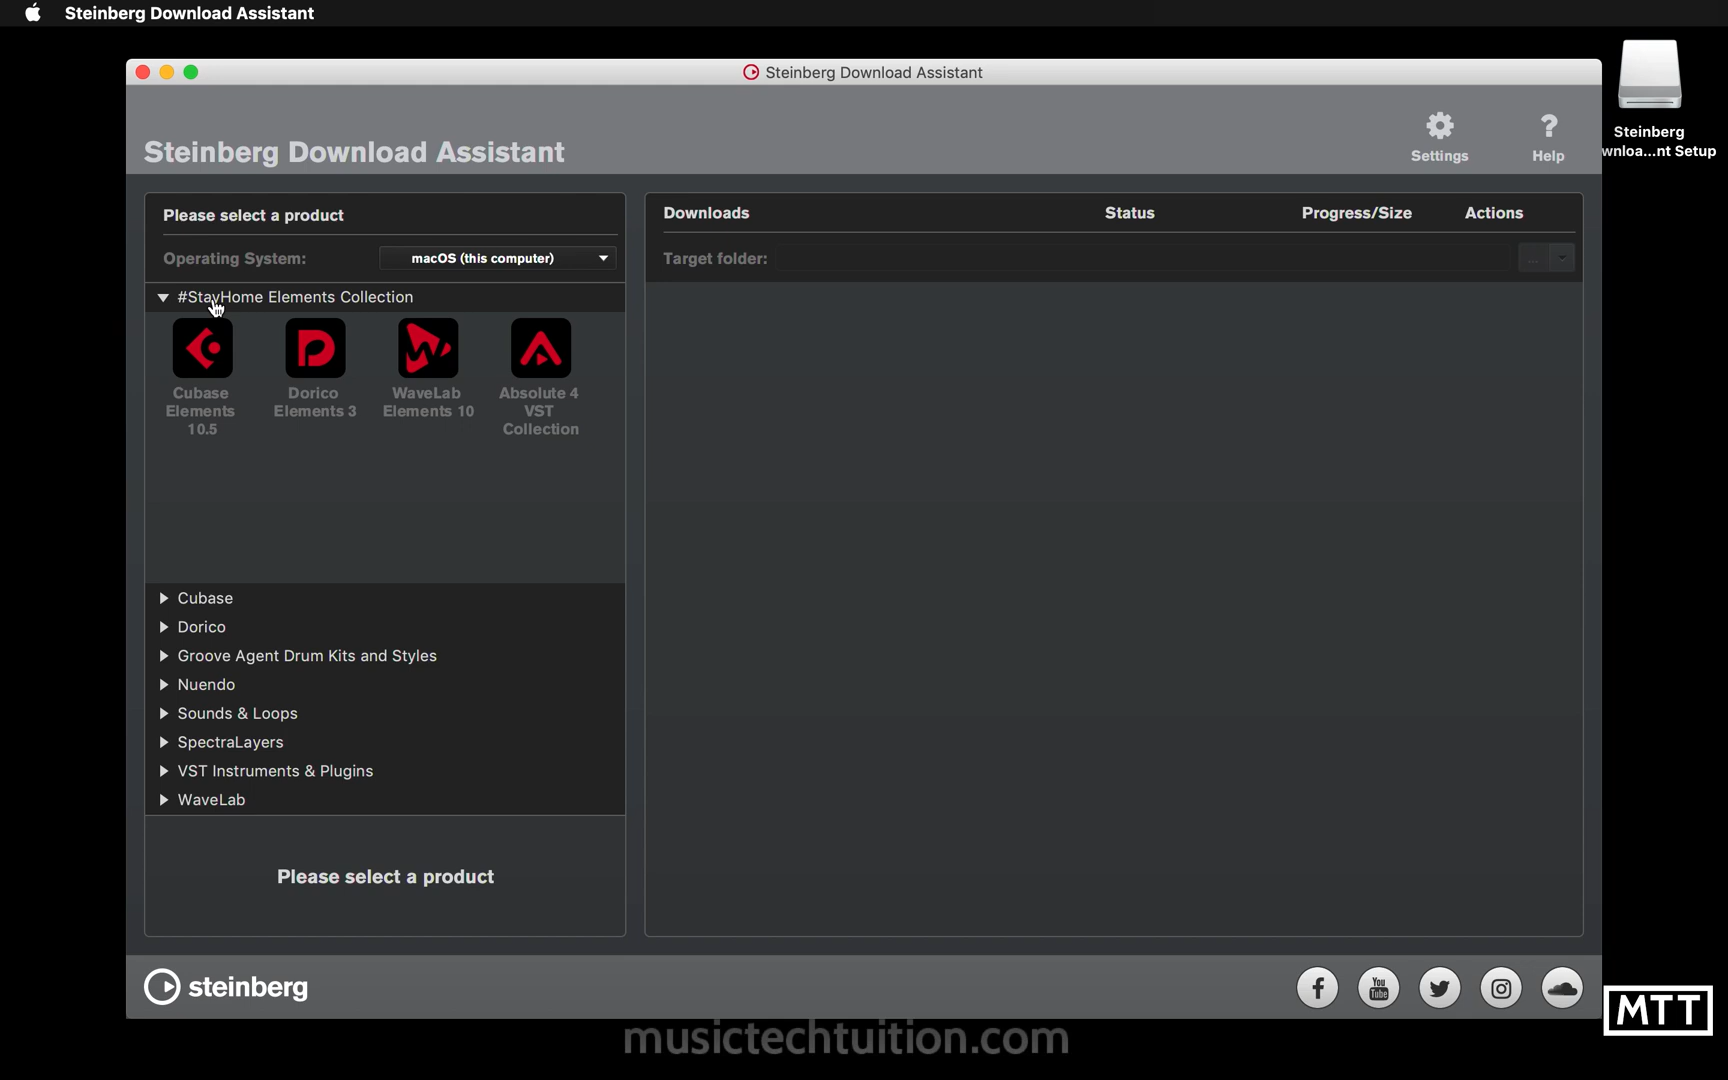 Steinberg Download Assistant
Steinberg Download Assistant
Steinberg Download Assistant
Settings
Help
Steinberg
wnloa...nt Setup
Please select a product
Operating System:
macOS (this computer)
#StayHome Elements Collection
Cubase
Elements
10.5
Dorico
Elements 3
WaveLab
Elements 10
Absolute 4
VST
Collection
Cubase
Dorico
Groove Agent Drum Kits and Styles
Nuendo
Sounds & Loops
SpectraLayers
VST Instruments & Plugins
WaveLab
Please select a product
Downloads
Status
Progress/Size
Actions
Target folder:
...
steinberg
You
Tube
MTT
musictechtuition.com